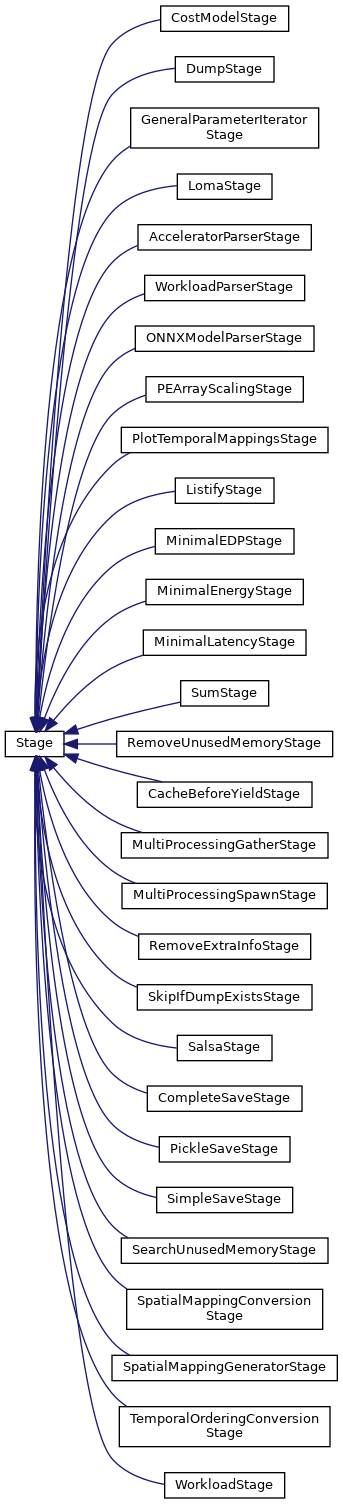 CostModelStage
DumpStage
GeneralParameterIterator
Stage
LomaStage
AcceleratorParserStage
WorkloadParserStage
ONNXModelParserStage
PEArrayScalingStage
PlotTemporalMappingsStage
ListifyStage
MinimalEDPStage
MinimalEnergyStage
MinimalLatencyStage
SumStage
Stage
RemoveUnusedMemoryStage
CacheBeforeYieldStage
MultiProcessingGatherStage
MultiProcessingSpawnStage
RemoveExtraInfoStage
SkipIfDumpExistsStage
SalsaStage
CompleteSaveStage
PickleSaveStage
SimpleSaveStage
SearchUnusedMemoryStage
SpatialMappingConversion
Stage
SpatialMappingGeneratorStage
TemporalOrderingConversion
Stage
WorkloadStage